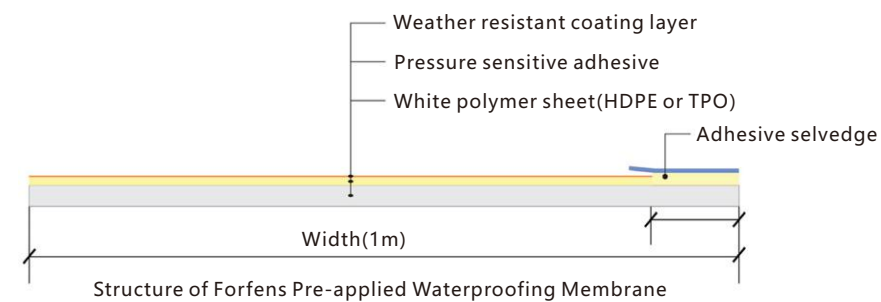 Weather resistant coating layer
Pressure sensitive adhesive
White polymer sheet(HDPE or TPO)
Adhesive selvedge
Width(1m)
Structure of Forfens Pre-applied Waterproofing Membrane